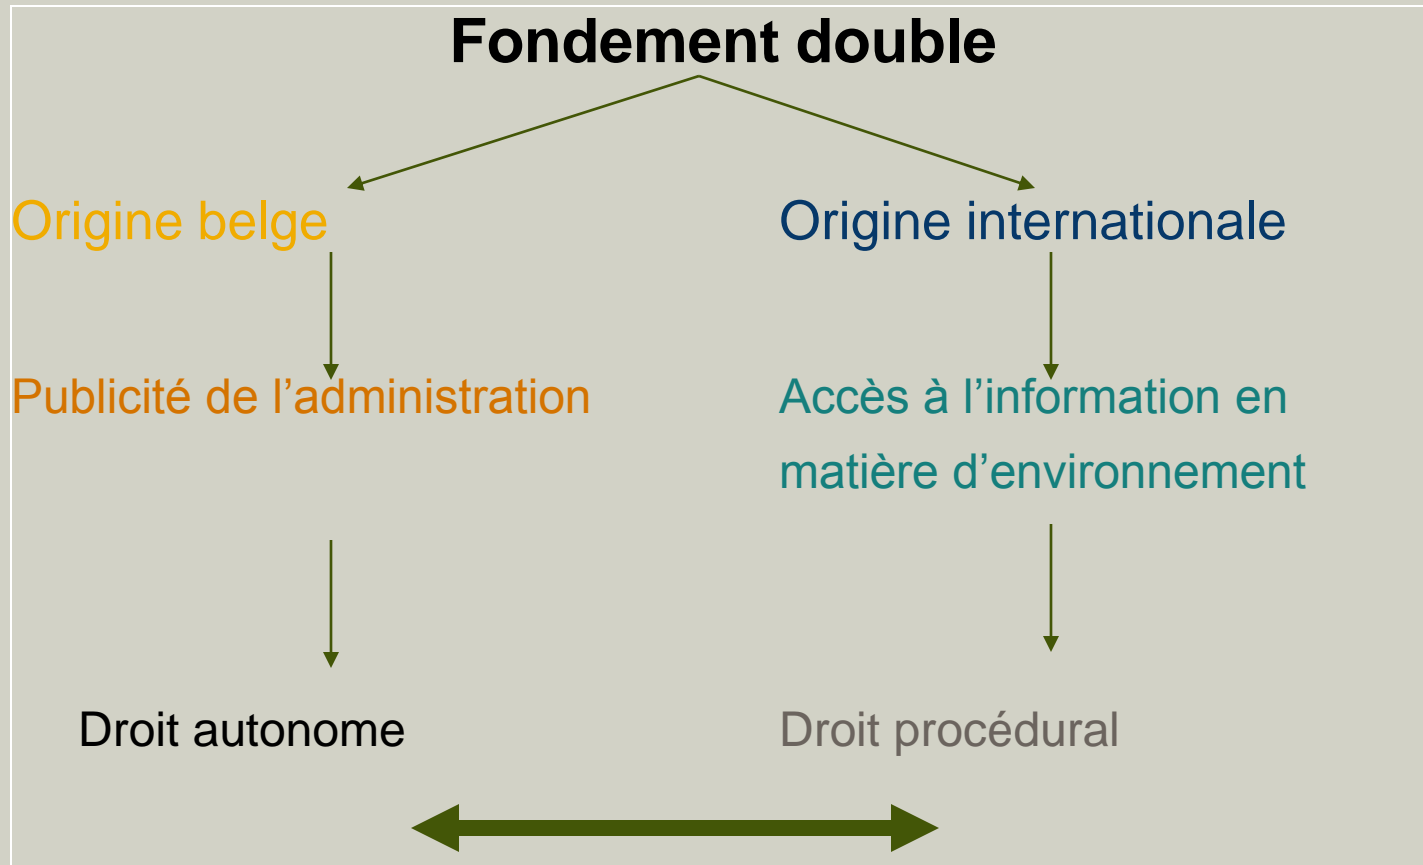 Fondement double
Origine belge
Origine internationale
Publicité de l’administration
Accès à l’information en
matière d’environnement
Droit autonome
Droit procédural